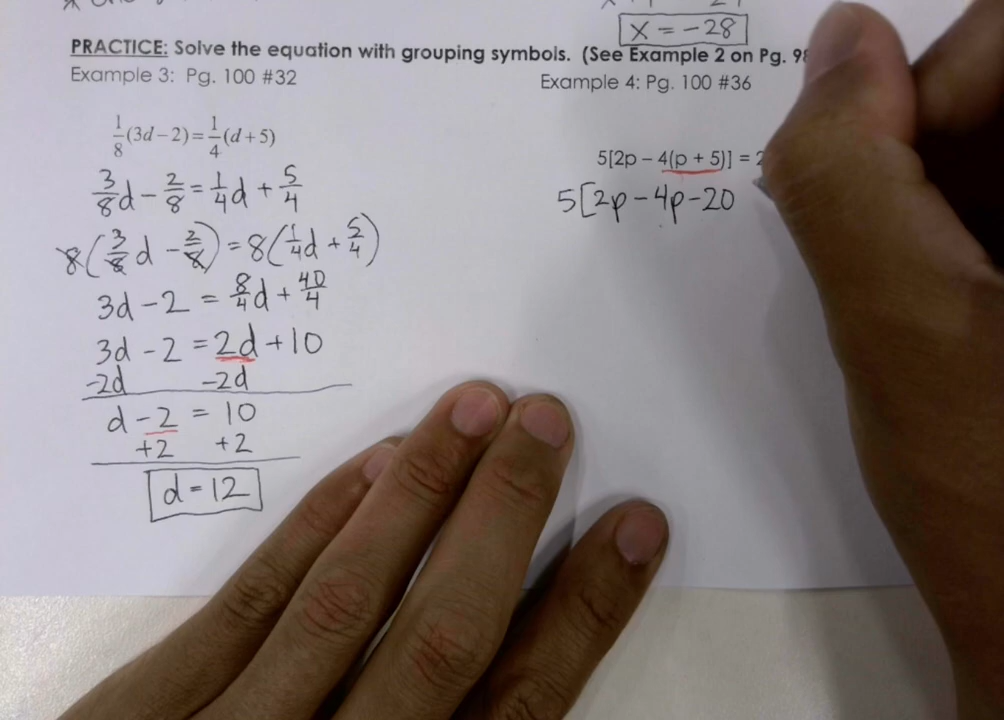 x = -28
PRACTICE: Solve the equation with grouping symbols. (See Example 2 on Pg. 98
Example 3: Pg. 100 #32
Example 4: Pg. 100 #36
1/8(3d-2)=1/4(d+5)
3/8d-2/8=1/4d+5/4
8(3/8d-2/8)=8(1/4d+5/4)
3d-2=8/4d+40/4
3d-2=2d+10
-2d -2d
d-2=10
+2 +2
d=12
5[2p – 4(p + 5)] = 2
5[2p-4p-20